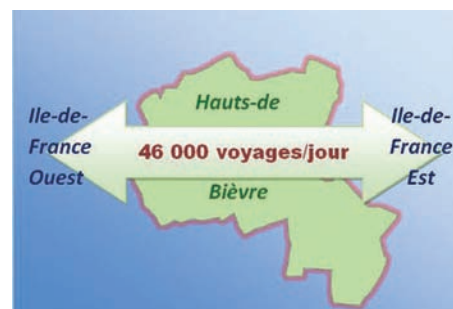 Hauts-de
Ile-de-
France
Ouest
46 000 voyages/jour
Ile-de-
France
Est
Bièvre